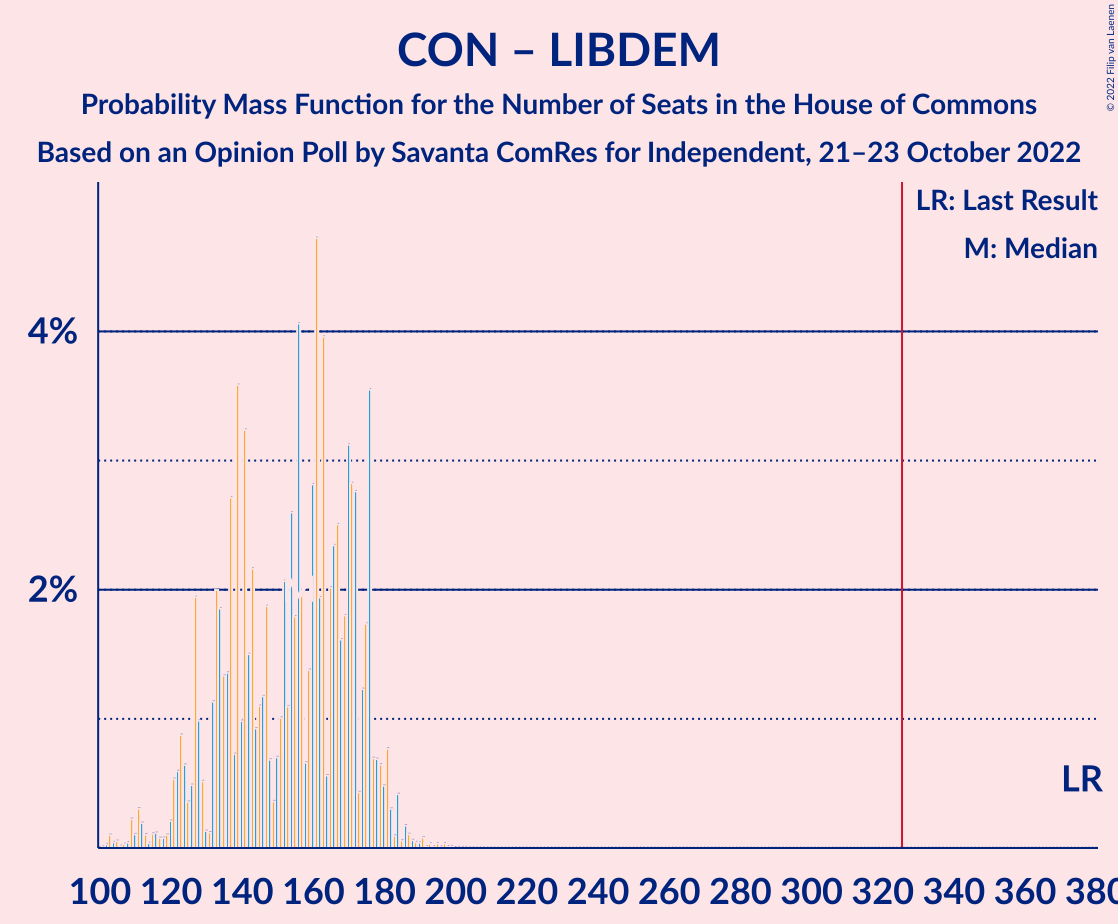 CON – LIBDEM
Probability Mass Function for the Number of Seats in the House of Commons
Based on an Opinion Poll by Savanta ComRes for Independent, 21–23 October 2022
© 2022 Filip van Laenen
LR: Last Result
M: Median
4%
2%
LR
100 120 140 160 180 200 220 240 260 280 300 320 340 360 380